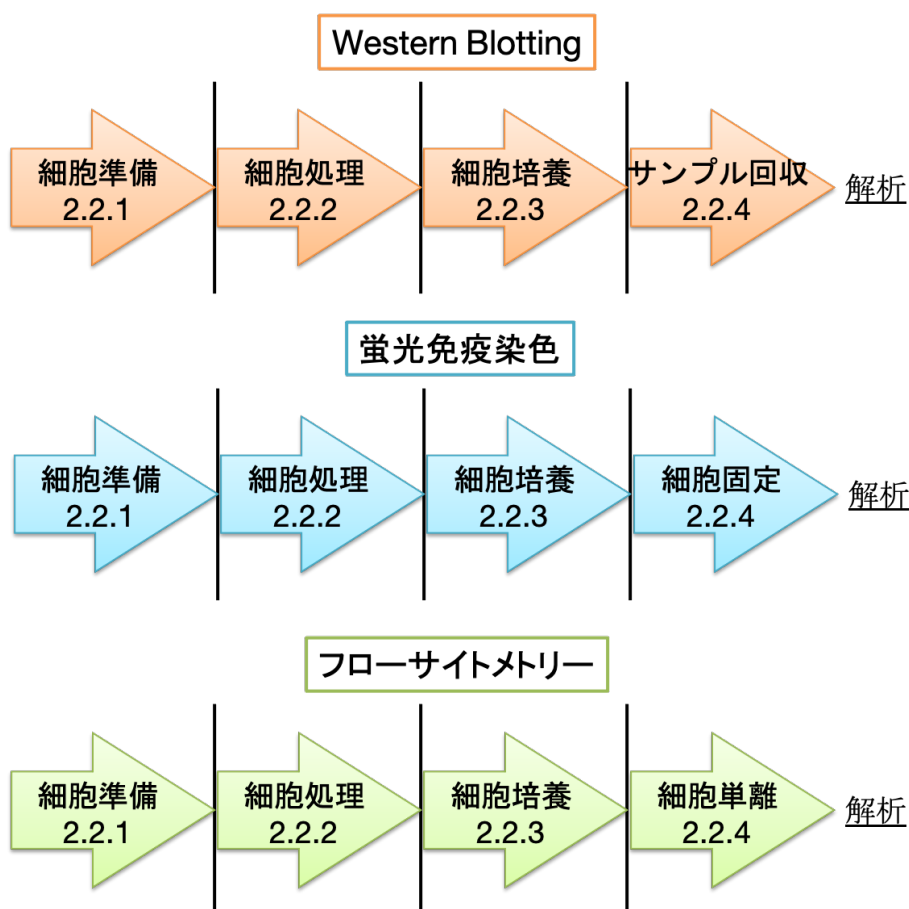 Western Blotting
細胞準備
2.2.1
細胞処理
2.2.2
細胞培養
2.2.3
サンプル回収
2.2.4
解析
蛍光免疫染色
細胞準備
2.2.1
細胞処理
2.2.2
細胞培養
2.2.3
細胞固定
2.2.4
解析
フローサイトメトリー
細胞準備
2.2.1
細胞処理
2.2.2
細胞培養
2.2.3
細胞単離
2.2.4
解析